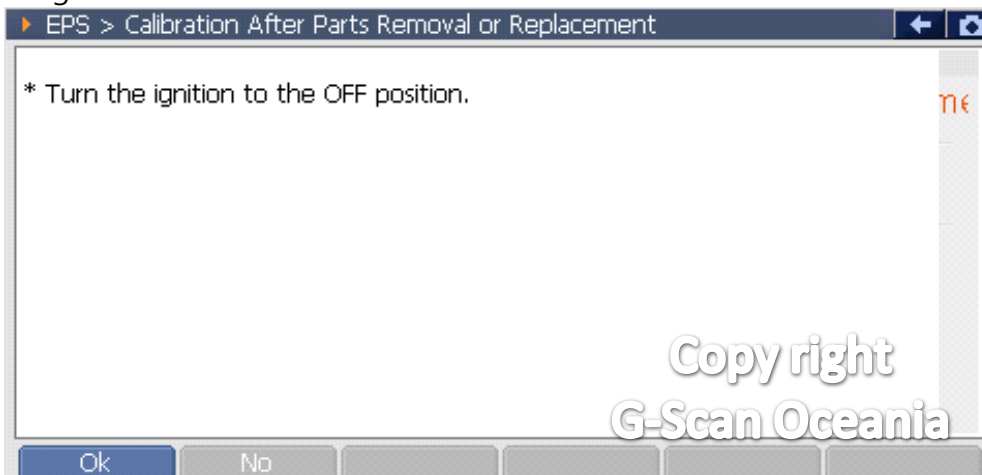 EPS > Calibration After Parts Removal or Replacement
* Turn the ignition to the OFF position.
me
Copy right
G-Scan Oceania
Ok
No